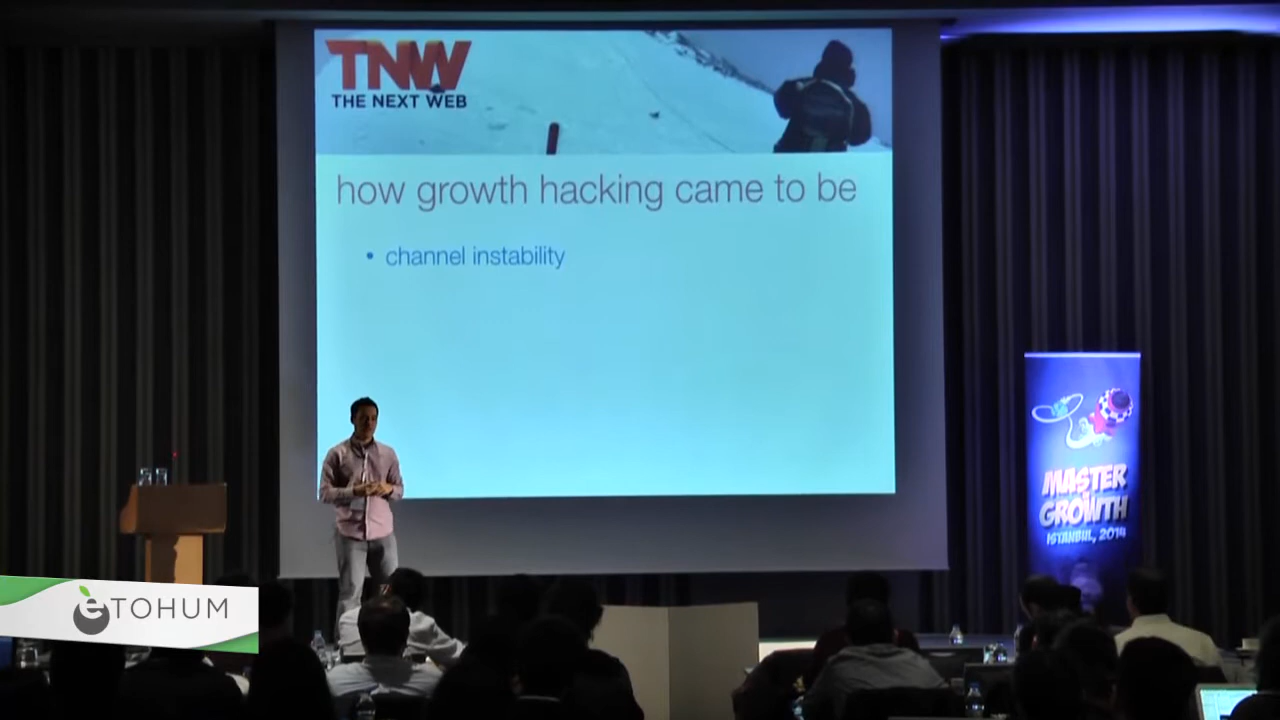 TNW
THE NEXT WEB
how growth hacking came to be
• channel instability
MASTER
GROWTH
ISTANBUL, 2014
eTOHUM